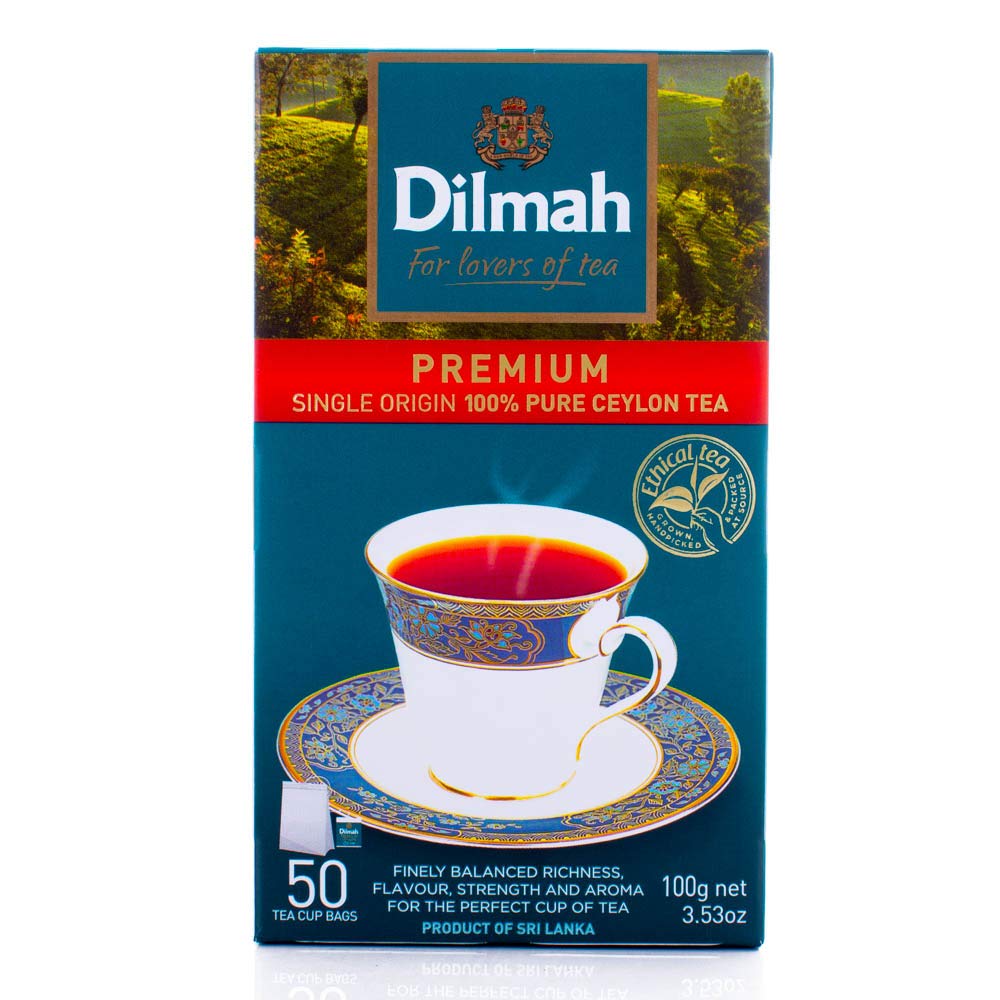 Dilmah
For lovers of tea
PREMIUM
SINGLE ORIGIN 100% PURE CEYLON TEA
Ethical tea
GROWN,
HANDPICKED
& PACKED
AT SOURCE
Dilmah
50
TEA CUP BAGS
FINELY BALANCED RICHNESS,
FLAVOUR, STRENGTH AND AROMA
FOR THE PERFECT CUP OF TEA
PRODUCT OF SRI LANKA
100g net
3.53oz